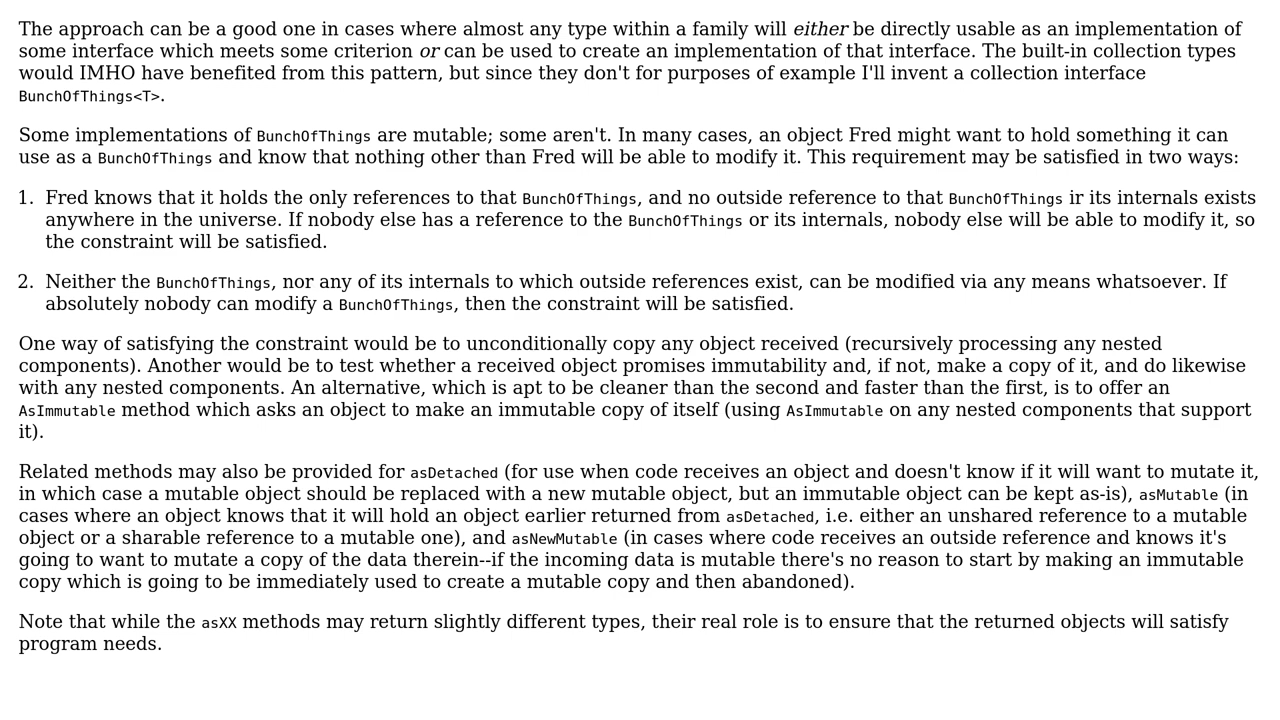 The approach can be a good one in cases where almost any type within a family will either be directly usable as an implementation of
some interface which meets some criterion or can be used to create an implementation of that interface. The built-in collection types
would IMHO have benefited from this pattern, but since they don't for purposes of example I'll invent a collection interface
BunchOfThings<T>.
Some implementations of BunchOfThings are mutable; some aren't. In many cases, an object Fred might want to hold something it can
use as a BunchOfThings and know that nothing other than Fred will be able to modify it. This requirement may be satisfied in two ways:
1. Fred knows that it holds the only references to that BunchOfThings, and no outside reference to that BunchOfThings ir its internals exists
anywhere in the universe. If nobody else has a reference to the BunchOfThings or its internals, nobody else will be able to modify it, so
the constraint will be satisfied.
2. Neither the BunchOfThings, nor any of its internals to which outside references exist, can be modified via any means whatsoever. If
absolutely nobody can modify a BunchOfThings, then the constraint will be satisfied.
One way of satisfying the constraint would be to unconditionally copy any object received (recursively processing any nested
components). Another would be to test whether a received object promises immutability and, if not, make a copy of it, and do likewise
with any nested components. An alternative, which is apt to be cleaner than the second and faster than the first, is to offer an
AsImmutable method which asks an object to make an immutable copy of itself (using AsImmutable on any nested components that support
it).
Related methods may also be provided for asDetached (for use when code receives an object and doesn't know if it will want to mutate it,
in which case a mutable object should be replaced with a new mutable object, but an immutable object can be kept as-is), asMutable (in
cases where an object knows that it will hold an object earlier returned from asDetached, i.e. either an unshared reference to a mutable
object or a sharable reference to a mutable one), and asNewMutable (in cases where code receives an outside reference and knows it's
going to want to mutate a copy of the data therein--if the incoming data is mutable there's no reason to start by making an immutable
copy which is going to be immediately used to create a mutable copy and then abandoned).
Note that while the asXX methods may return slightly different types, their real role is to ensure that the returned objects will satisfy
program needs.